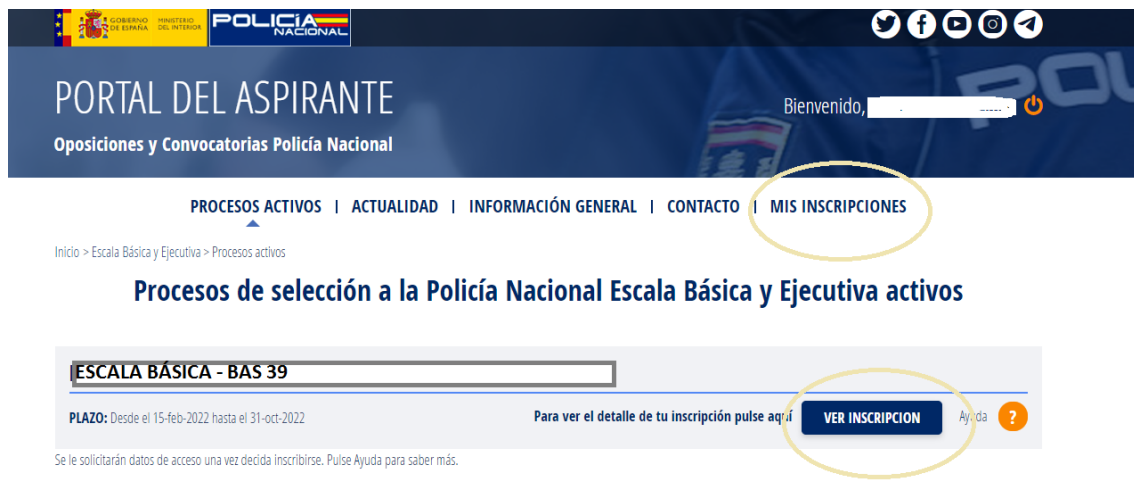 GOBIERNO DE ESPAÑA
MINISTERIO DEL INTERIOR
POLICÍA NACIONAL
PORTAL DEL ASPIRANTE
Bienvenido,
Oposiciones y Convocatorias Policía Nacional
POL
PROCESOS ACTIVOS | ACTUALIDAD | INFORMACIÓN GENERAL | CONTACTO | MIS INSCRIPCIONES
Inicio > Escala Básica y Ejecutiva > Procesos activos
Procesos de selección a la Policía Nacional Escala Básica y Ejecutiva activos
ESCALA BÁSICA - BAS 39
PLAZO: Desde el 15-feb-2022 hasta el 31-oct-2022
Para ver el detalle de tu inscripción pulse aquí
VER INSCRIPCION
Ayuda ?
Se le solicitarán datos de acceso una vez decida inscribirse. Pulse Ayuda para saber más.